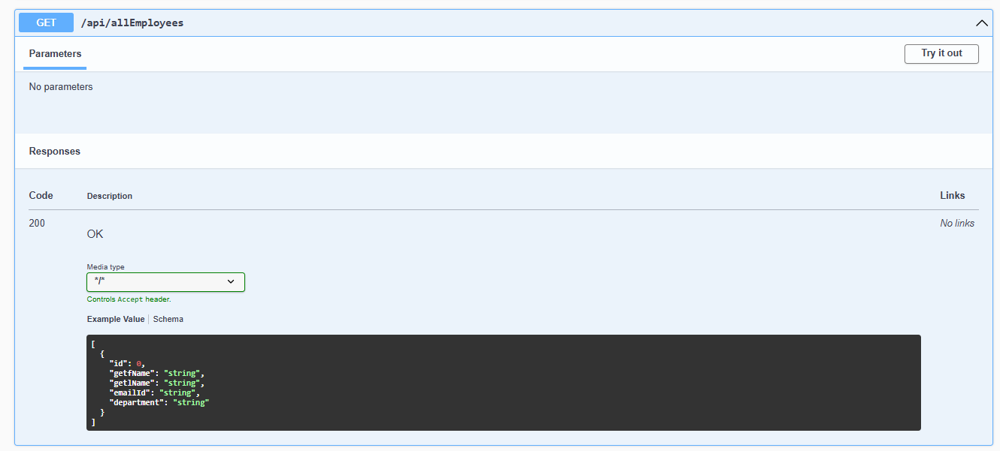 GET /api/allEmployees
Parameters
Try it out
No parameters
Responses
Code Description Links
200 No links
OK
Media type
*/*
Controls Accept header.
Example Value | Schema
[
  {
    "id": 0,
    "getfName": "string",
    "getlName": "string",
    "emailId": "string",
    "department": "string"
  }
]